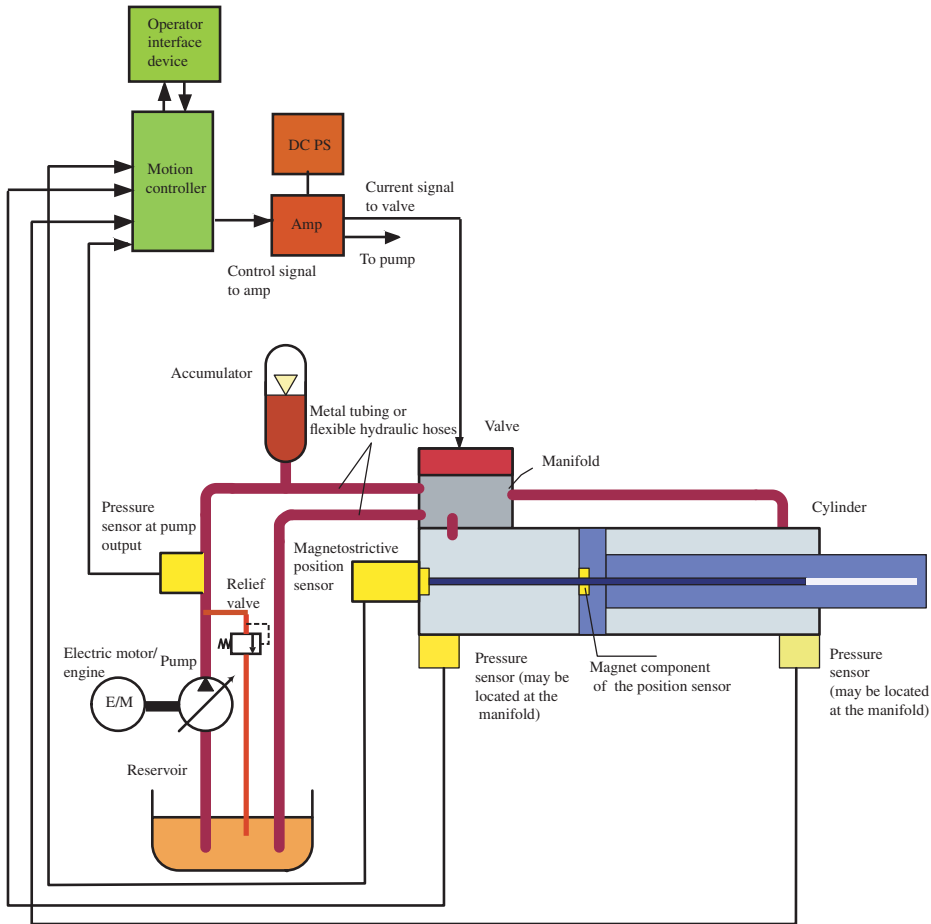 Operator
interface
device
DC PS
Motion
controller
Current signal
to valve
Amp
To pump
Control signal
to amp
Accumulator
Metal tubing or
flexible hydraulic hoses
Valve
Manifold
Cylinder
Pressure
sensor at pump
output
Magnetostrictive
position
sensor
Relief
valve
Electric motor/
engine
Pump
E/M
Pressure
sensor (may be
located at the
manifold)
Magnet component
of the position sensor
Pressure
sensor
(may be located
at the manifold)
Reservoir